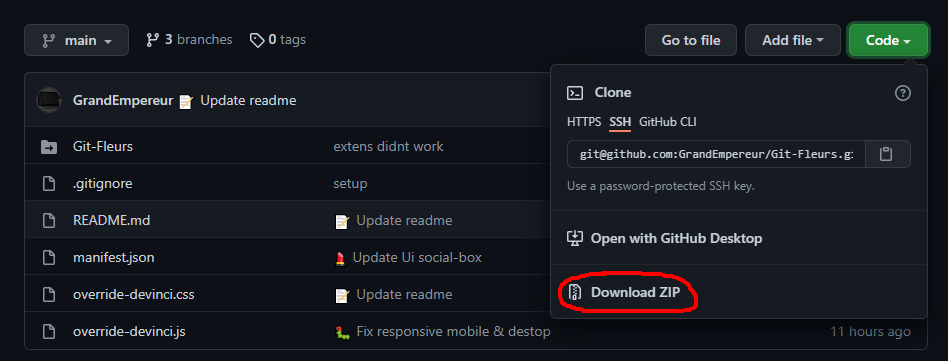 main 3 branches 0 tags Go to file Add file Code
GrandEmpereur Update readme
Clone
HTTPS SSH GitHub CLI
Git-Fleurs extens didnt work
git@github.com:GrandEmpereur/Git-Fleurs.g
.gitignore setup
Use a password-protected SSH key.
README.md Update readme
Open with GitHub Desktop
manifest.json Update Ui social-box
override-devinci.css Update readme
Download ZIP
override-devinci.js Fix responsive mobile & destop 11 hours ago